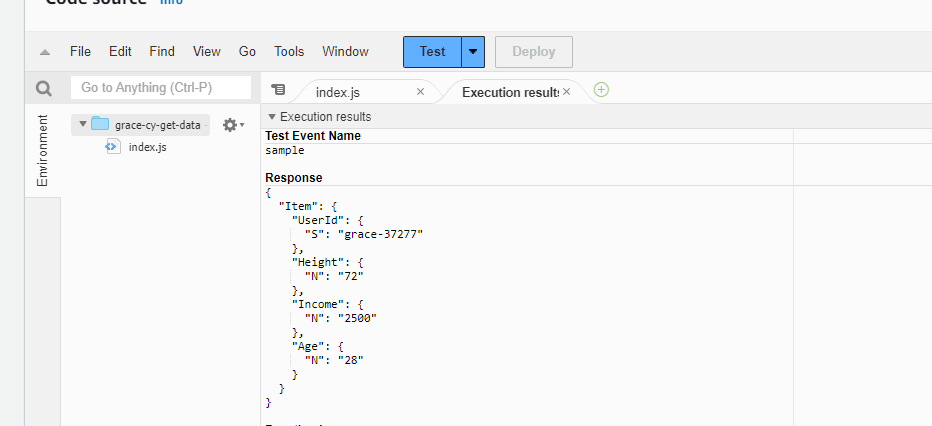 Code source Info
File Edit Find View Go Tools Window Test Deploy
Go to Anything (Ctrl-P)
index.js × Execution results ×
Environment
grace-cy-get-data
index.js
Execution results
Test Event Name
sample
Response
{
  "Item": {
    "UserId": {
      "S": "grace-37277"
    },
    "Height": {
      "N": "72"
    },
    "Income": {
      "N": "2500"
    },
    "Age": {
      "N": "28"
    }
  }
}